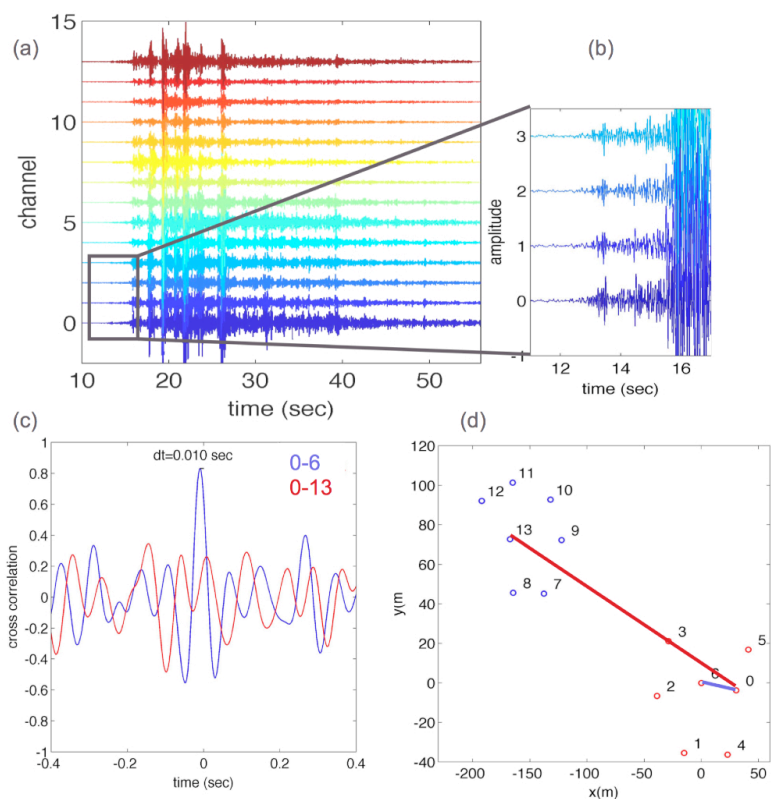 (a)
15
10
5
0
channel
10 20 30 40 50
time (sec)
(b)
3
2
1
0
-1
amplitude
12 14 16
time (sec)
(c)
1
0.8
0.6
0.4
0.2
0
-0.2
-0.4
-0.6
-0.8
-1
cross correlation
dt=0.010 sec
0-6
0-13
-0.4 -0.2 0 0.2 0.4
time (sec)
(d)
120
100
80
60
40
20
0
-20
-40
y(m
11
12 10
13 9
8 7
3 5
6 0
2
1 4
-200 -150 -100 -50 0 50
x(m)